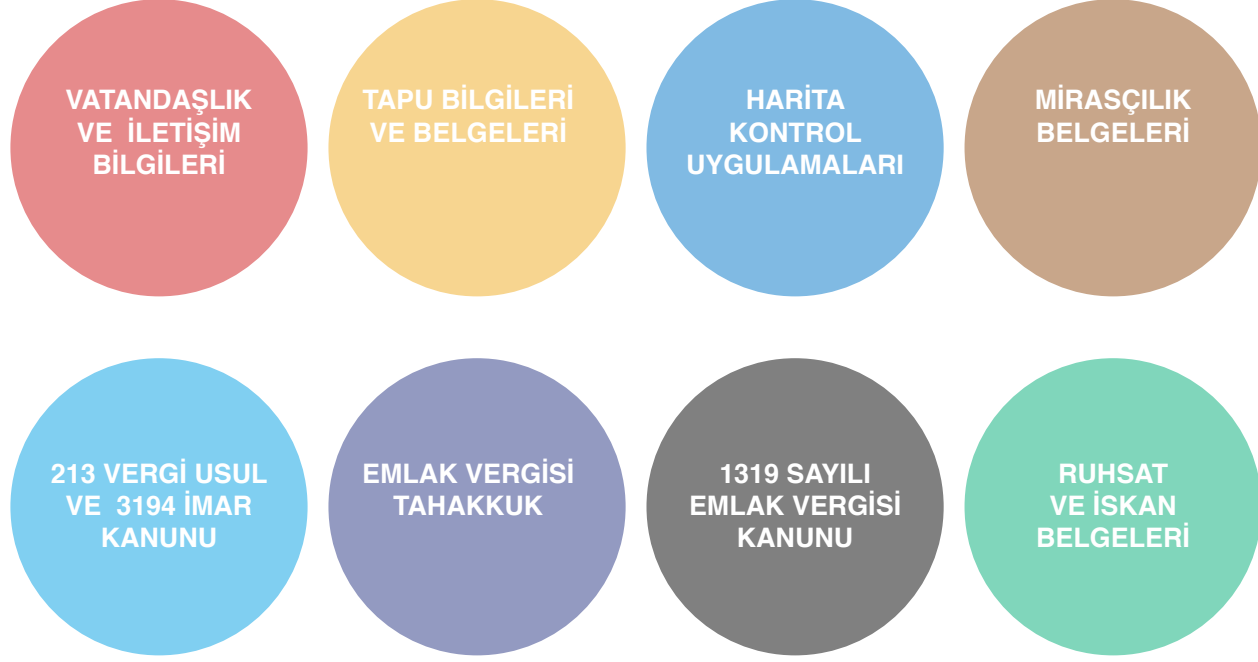 VATANDAŞLIK
VE İLETİŞİM
BİLGİLERİ
TAPU BİLGİLERİ
VE BELGELERİ
HARİTA
KONTROL
UYGULAMALARI
MİRASÇILIK
BELGELERİ
213 VERGİ USUL
VE 3194 İMAR
KANUNU
EMLAK VERGİSİ
TAHAKKUK
1319 SAYILI
EMLAK VERGİSİ
KANUNU
RUHSAT
VE İSKAN
BELGELERİ